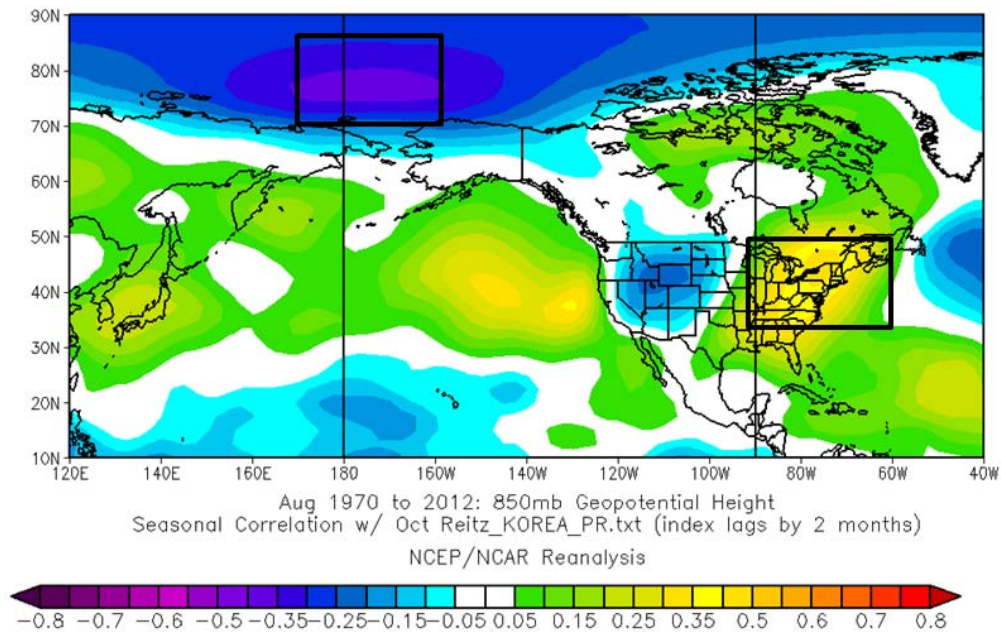 90N
80N
70N
60N
50N
40N
30N
20N
10N
120E 140E 160E 180 160W 140W 120W 100W 80W 60W 40W
Aug 1970 to 2012: 850mb Geopotential Height
Seasonal Correlation w/ Oct Reitz_KOREA_PR.txt (index lags by 2 months)
NCEP/NCAR Reanalysis
-0.8 -0.7 -0.6 -0.5 -0.35 -0.25 -0.15 -0.05 0.05 0.15 0.25 0.35 0.5 0.6 0.7 0.8